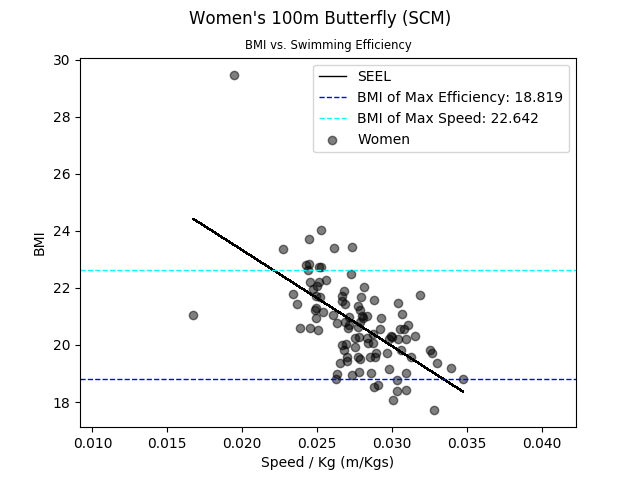 Women's 100m Butterfly (SCM)
BMI vs. Swimming Efficiency
SEEL
BMI of Max Efficiency: 18.819
BMI of Max Speed: 22.642
Women
30
28
26
24
22
20
18
BMI
0.010 0.015 0.020 0.025 0.030 0.035 0.040
Speed / Kg (m/Kgs)